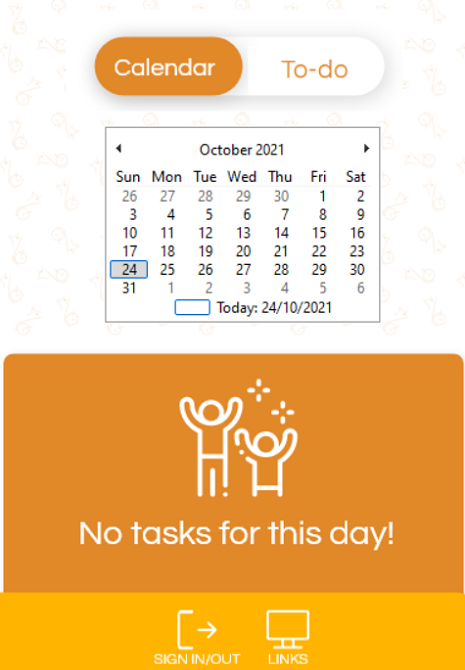 Calendar To-do
October 2021
Sun Mon Tue Wed Thu Fri Sat
26 27 28 29 30 1 2
3 4 5 6 7 8 9
10 11 12 13 14 15 16
17 18 19 20 21 22 23
24 25 26 27 28 29 30
31 1 2 3 4 5 6
Today: 24/10/2021
No tasks for this day!
SIGN IN/OUT LINKS